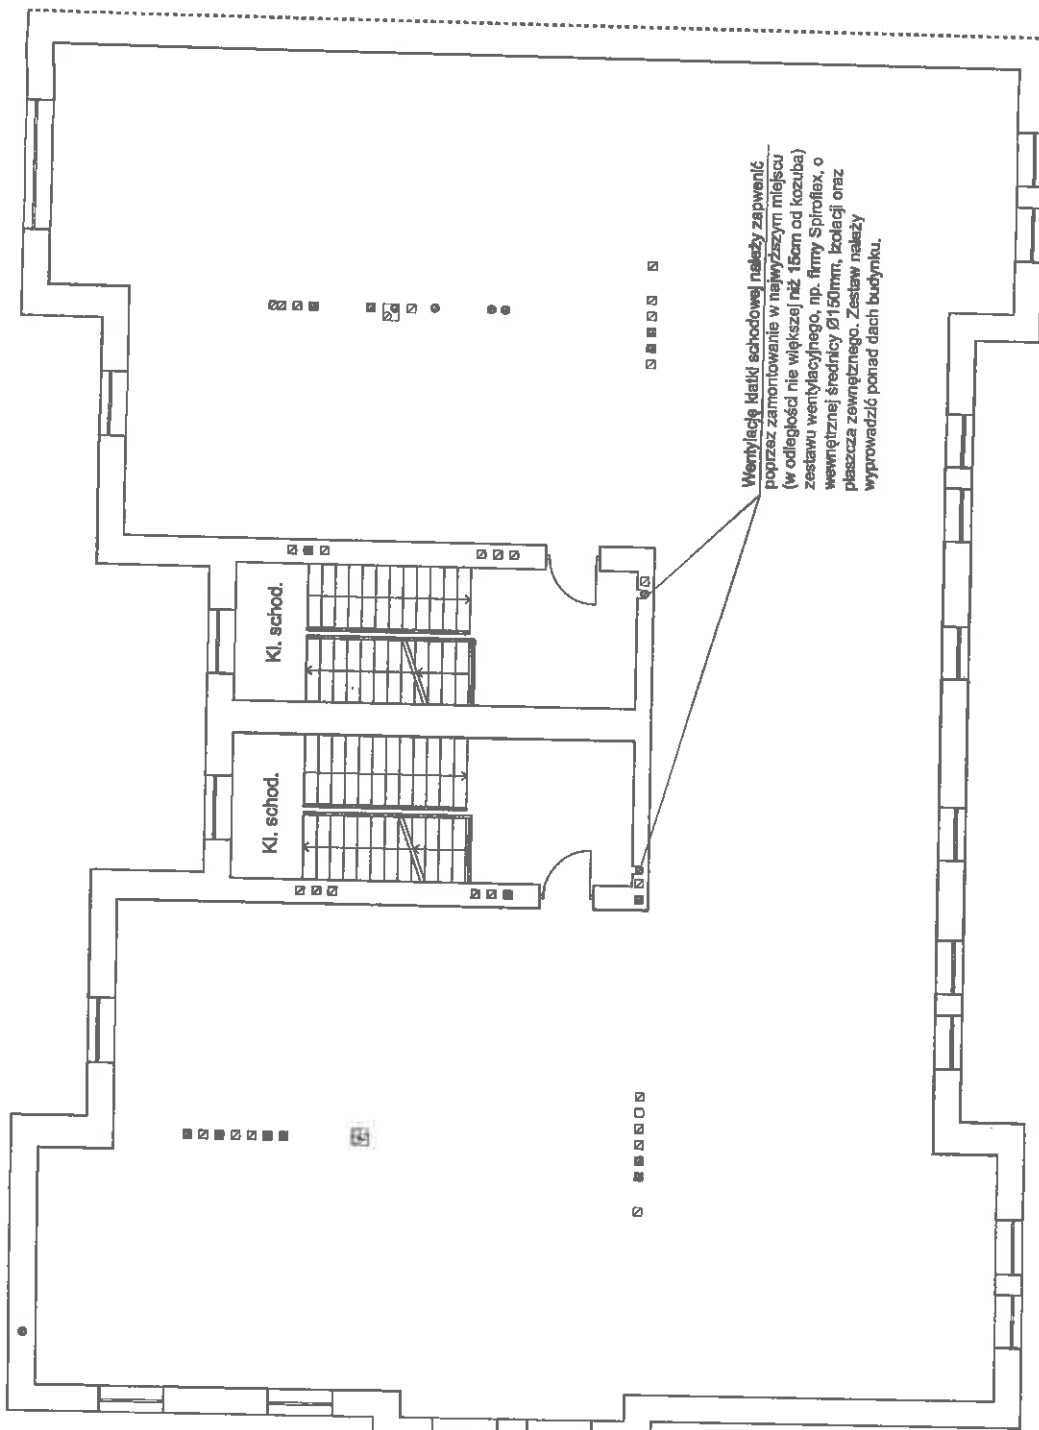 Kl. schod.
Kl. schod.
Wentylację klatki schodowej należy zapewnić
poprzez zamontowanie w najwyższym miejscu
(w odległości nie większej niż 15cm od kozuba)
zestawu wentylacyjnego, np. firmy Spiroflex, o
wewnętrznej średnicy Ø150mm, izolacji oraz
płaszcza zewnętrznego. Zestaw należy
wyprowadzić ponad dach budynku.